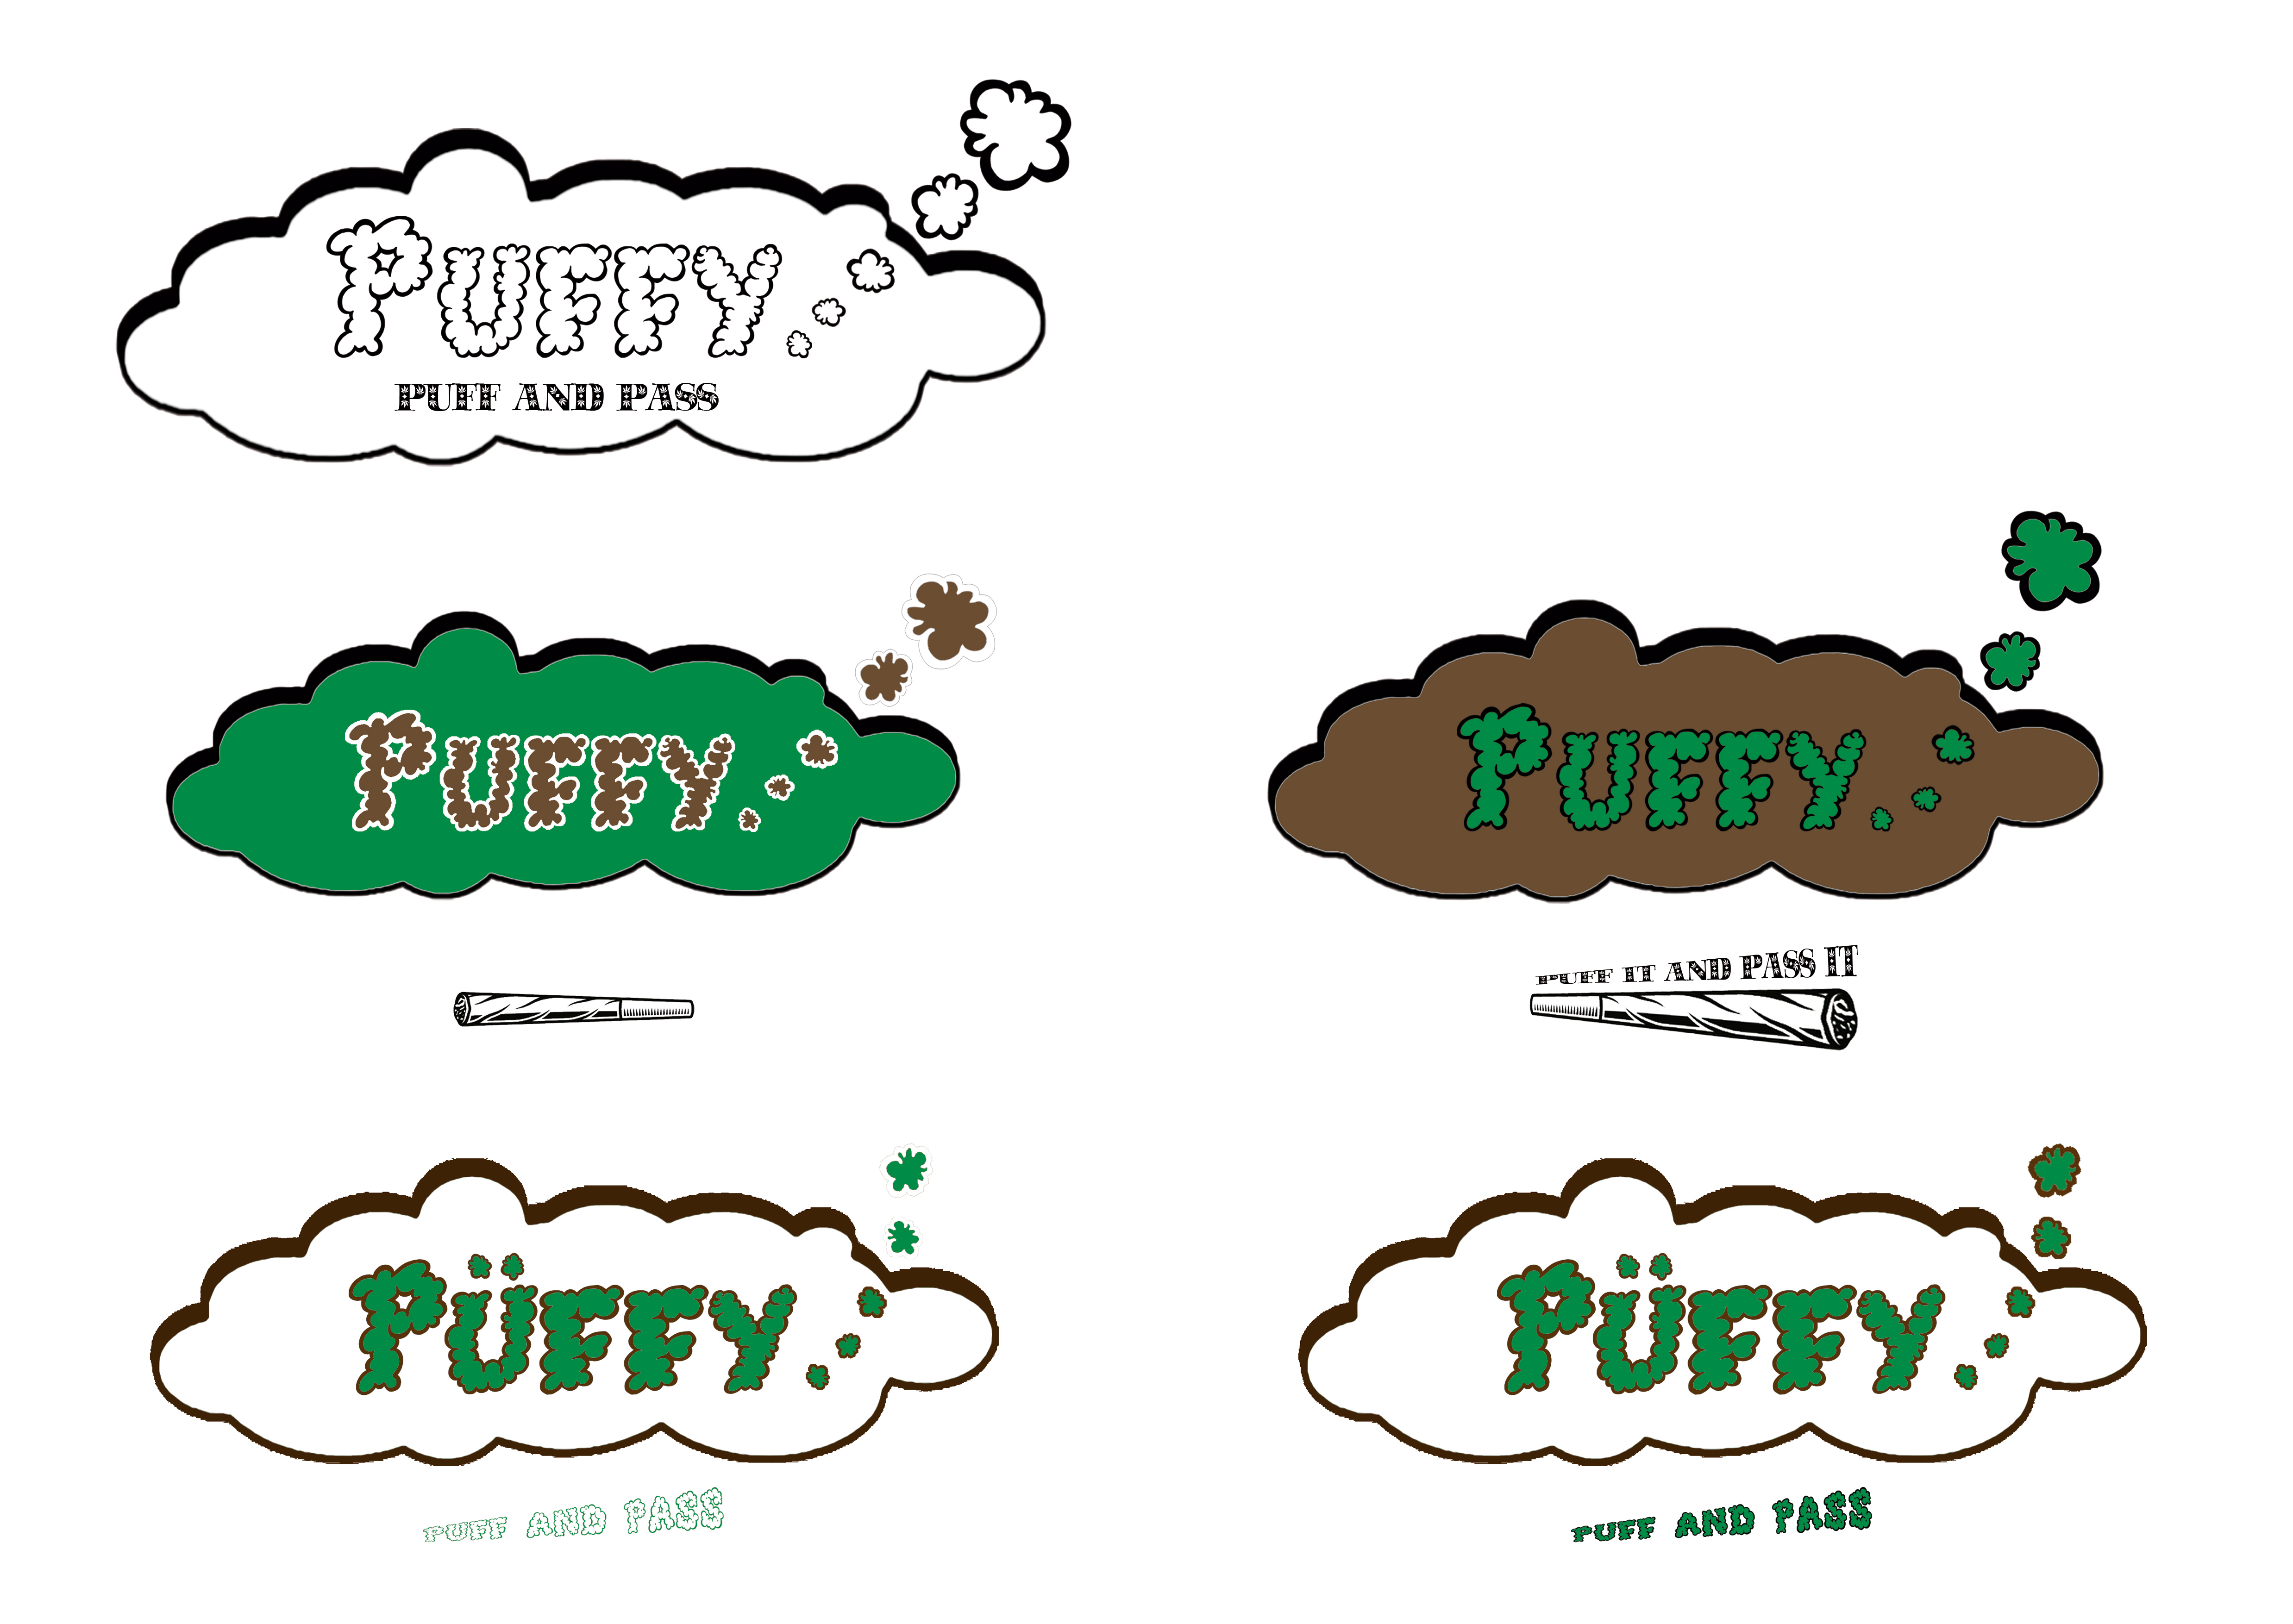 PUFFY.
PUFF AND PASS
PUFFY.
PUFFY.
PUFF IT AND PASS IT
PÜFFY.
PUFF AND PASS
PÜFFY.
PUFF AND PASS